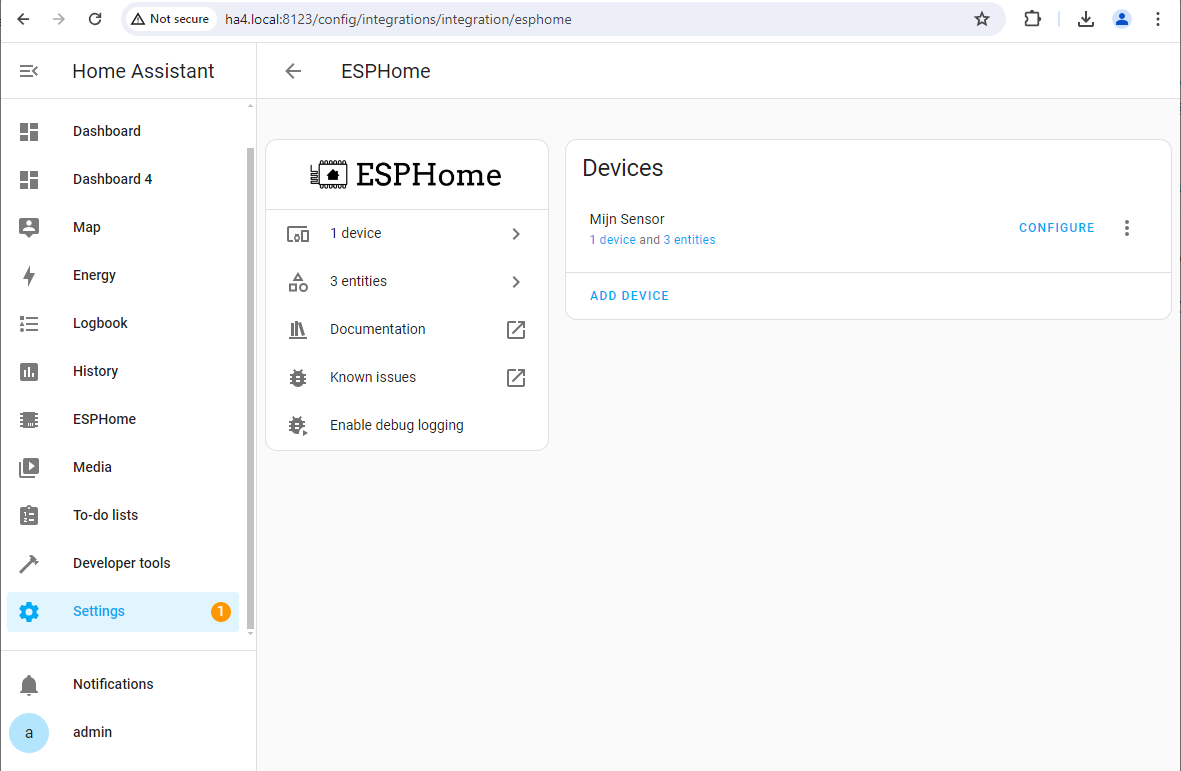 Not secure
ha4.local:8123/config/integrations/integration/esphome
Home Assistant
ESPHome
Dashboard
Dashboard 4
Map
Energy
Logbook
History
ESPHome
Media
To-do lists
Developer tools
Settings
1
Notifications
a
admin
ESPHome
1 device
3 entities
Documentation
Known issues
Enable debug logging
Devices
Mijn Sensor
1 device and 3 entities
CONFIGURE
ADD DEVICE